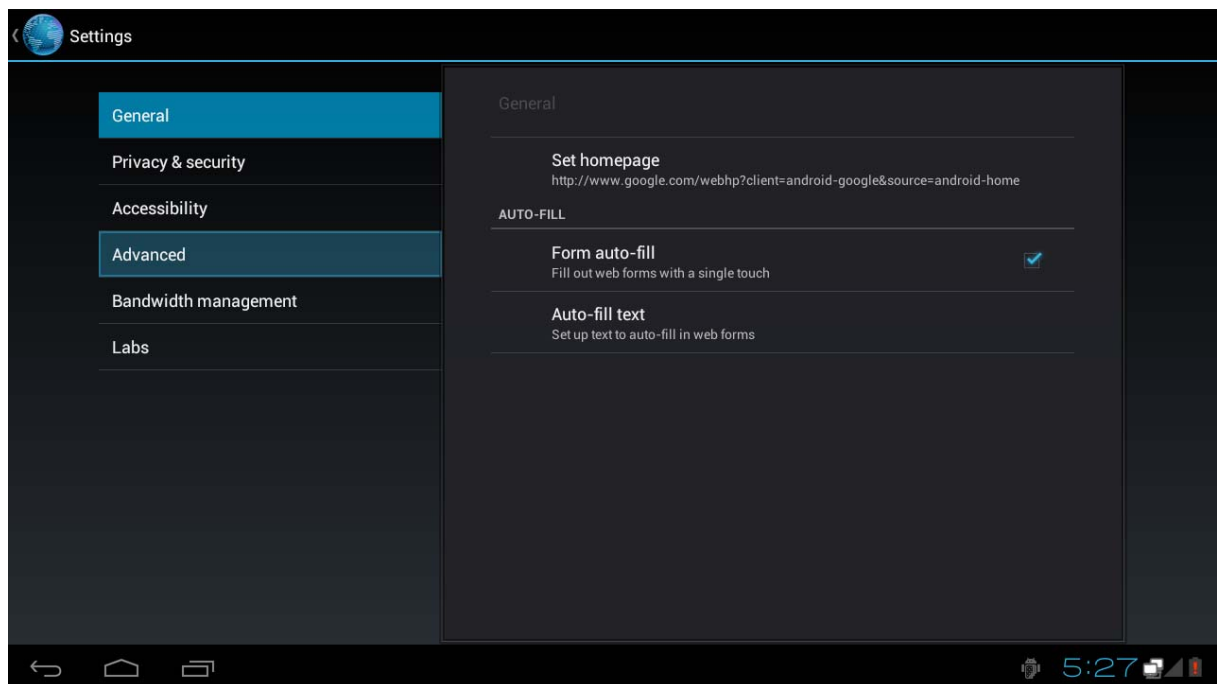 Settings
General
Privacy & security
Accessibility
Advanced
Bandwidth management
Labs
General
Set homepage
http://www.google.com/webhp?client=android-google&source=android-home
AUTO-FILL
Form auto-fill
Fill out web forms with a single touch
Auto-fill text
Set up text to auto-fill in web forms
5:27